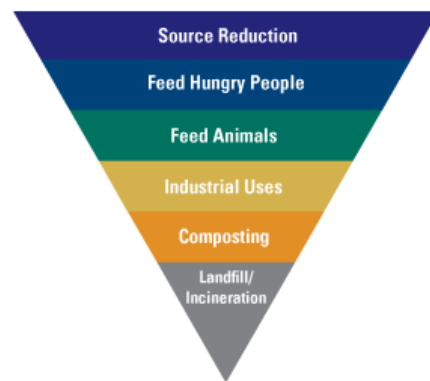 Source Reduction
Feed Hungry People
Feed Animals
Industrial Uses
Composting
Landfill/
Incineration